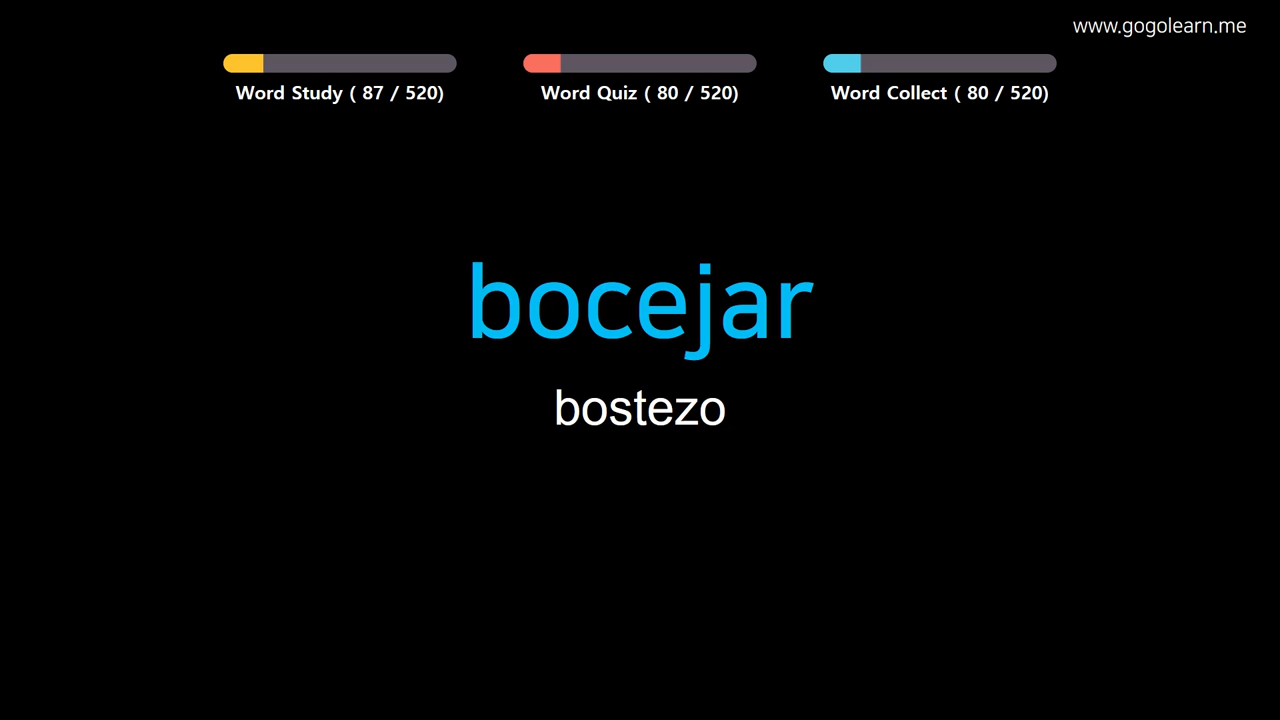 www.gogolearn.me
Word Study ( 87 / 520)
Word Quiz ( 80 / 520)
Word Collect ( 80 / 520)
bocejar
bostezo